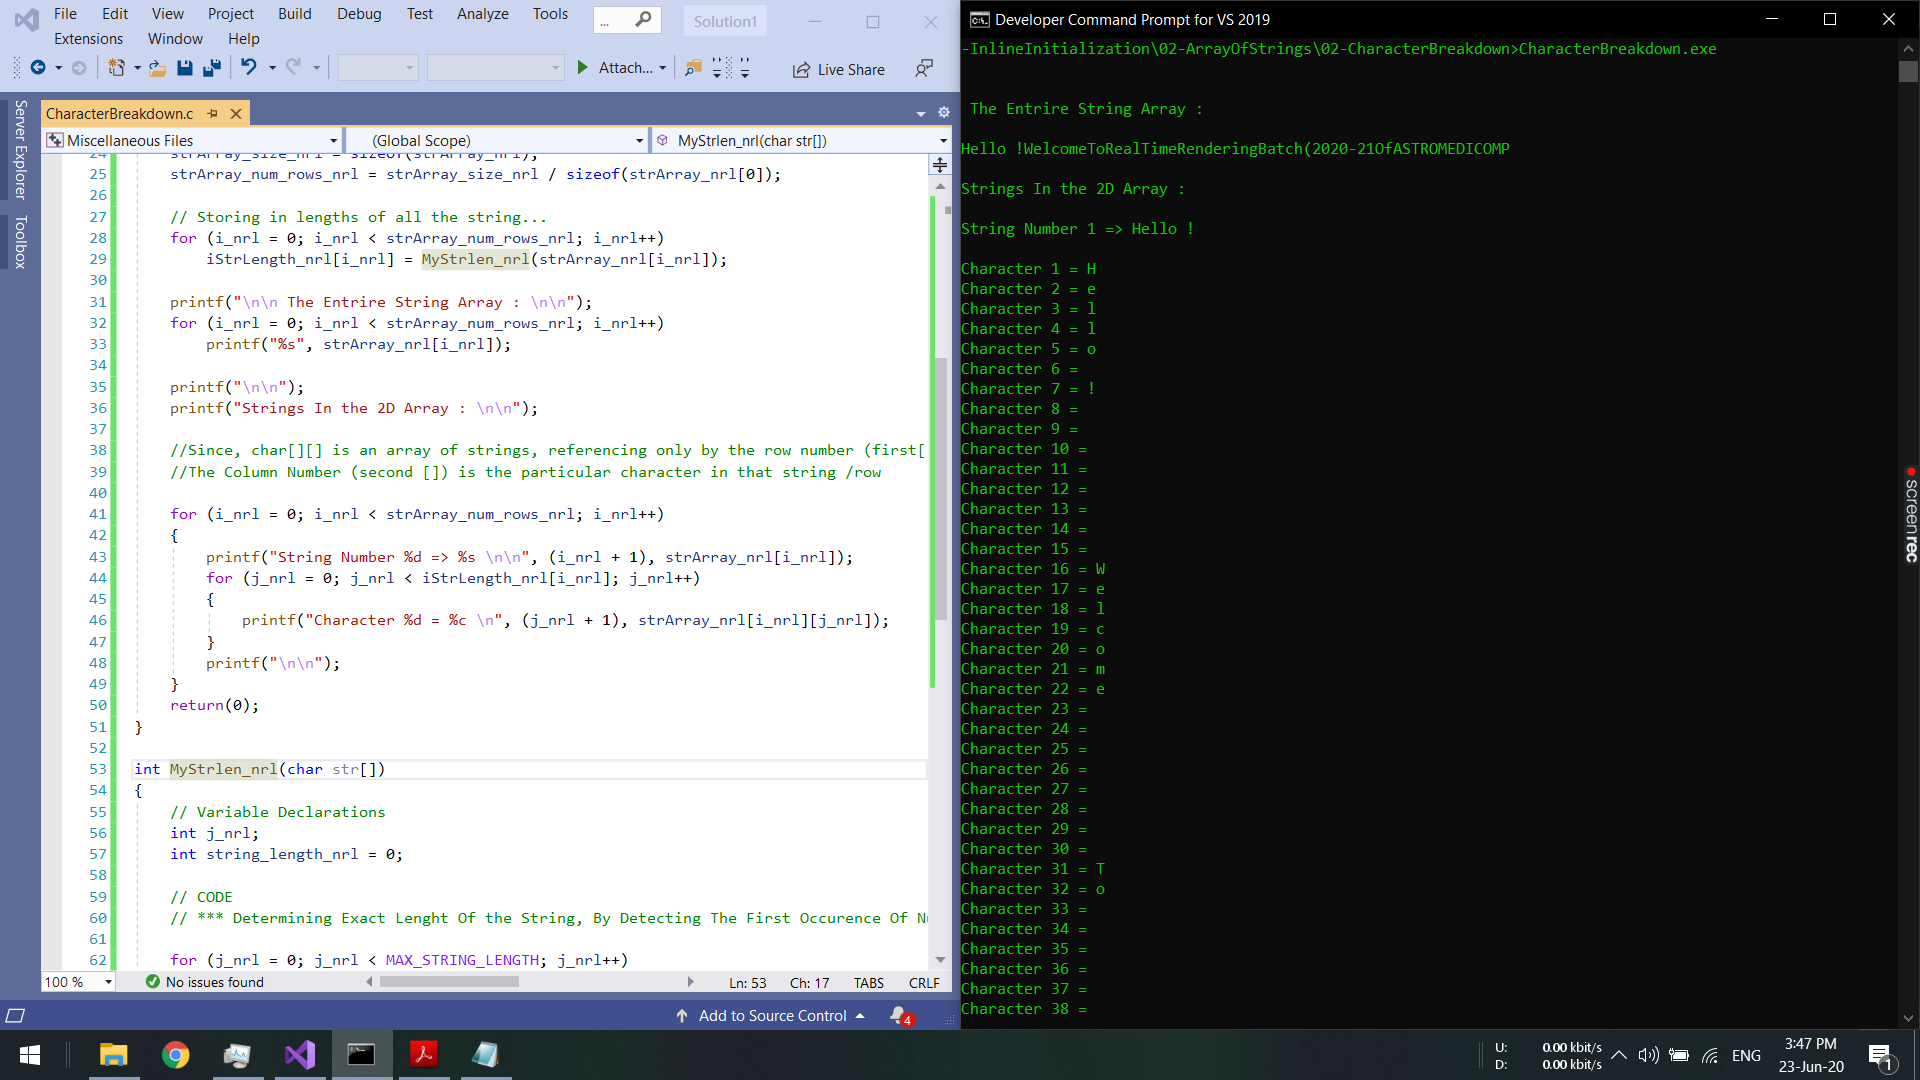 File Edit View Project Build Debug Test Analyze Tools ... Solution1
Extensions Window Help
Attach... Live Share
Server Explorer
Toolbox
CharacterBreakdown.c
Miscellaneous Files (Global Scope) MyStrlen_nrl(char str[])
24 strArray_size_nrl = sizeof(strArray_nrl);
25 strArray_num_rows_nrl = strArray_size_nrl / sizeof(strArray_nrl[0]);
26
27 // Storing in lengths of all the string...
28 for (i_nrl = 0; i_nrl < strArray_num_rows_nrl; i_nrl++)
29 iStrLength_nrl[i_nrl] = MyStrlen_nrl(strArray_nrl[i_nrl]);
30
31 printf("\n\n The Entrire String Array : \n\n");
32 for (i_nrl = 0; i_nrl < strArray_num_rows_nrl; i_nrl++)
33 printf("%s", strArray_nrl[i_nrl]);
34
35 printf("\n\n");
36 printf("Strings In the 2D Array : \n\n");
37
38 //Since, char[][] is an array of strings, referencing only by the row number (first[
39 //The Column Number (second []) is the particular character in that string /row
40
41 for (i_nrl = 0; i_nrl < strArray_num_rows_nrl; i_nrl++)
42 {
43 printf("String Number %d => %s \n\n", (i_nrl + 1), strArray_nrl[i_nrl]);
44 for (j_nrl = 0; j_nrl < iStrLength_nrl[i_nrl]; j_nrl++)
45 {
46 printf("Character %d = %c \n", (j_nrl + 1), strArray_nrl[i_nrl][j_nrl]);
47 }
48 printf("\n\n");
49 }
50 return(0);
51 }
52
53 int MyStrlen_nrl(char str[])
54 {
55 // Variable Declarations
56 int j_nrl;
57 int string_length_nrl = 0;
58
59 // CODE
60 // *** Determining Exact Lenght Of the String, By Detecting The First Occurence Of
61
62 for (j_nrl = 0; j_nrl < MAX_STRING_LENGTH; j_nrl++)
100 % No issues found Ln: 53 Ch: 17 TABS CRLF
Add to Source Control 4
Developer Command Prompt for VS 2019
-InlineInitialization\02-ArrayOfStrings\02-CharacterBreakdown>CharacterBreakdown.exe
The Entrire String Array :
Hello !WelcomeToRealTimeRenderingBatch(2020-21OfASTROMEDICOMP
Strings In the 2D Array :
String Number 1 => Hello !
Character 1 = H
Character 2 = e
Character 3 = l
Character 4 = l
Character 5 = o
Character 6 =
Character 7 = !
Character 8 =
Character 9 =
Character 10 =
Character 11 =
Character 12 =
Character 13 =
Character 14 =
Character 15 =
Character 16 = W
Character 17 = e
Character 18 = l
Character 19 = c
Character 20 = o
Character 21 = m
Character 22 = e
Character 23 =
Character 24 =
Character 25 =
Character 26 =
Character 27 =
Character 28 =
Character 29 =
Character 30 =
Character 31 = T
Character 32 = o
Character 33 =
Character 34 =
Character 35 =
Character 36 =
Character 37 =
Character 38 =
screenrec
U: 0.00 kbit/s
D: 0.00 kbit/s
ENG
3:47 PM
23-Jun-20
1